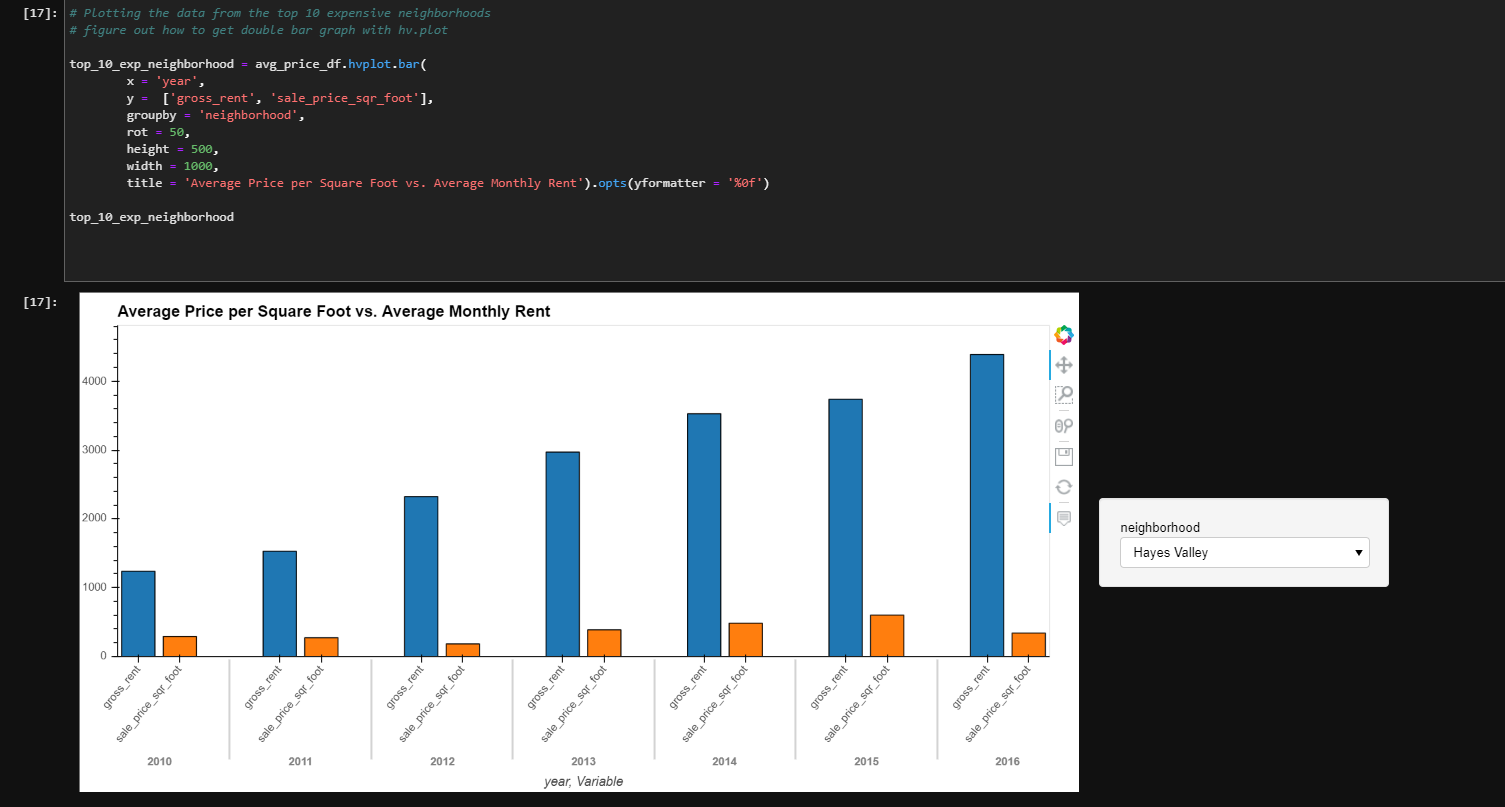 [17]: # Plotting the data from the top 10 expensive neighborhoods
# figure out how to get double bar graph with hv.plot
top_10_exp_neighborhood = avg_price_df.hvplot.bar(
x = 'year',
y =  ['gross_rent', 'sale_price_sqr_foot'],
groupby = 'neighborhood',
rot = 50,
height = 500,
width = 1000,
title = 'Average Price per Square Foot vs. Average Monthly Rent').opts(yformatter = '%0f')
top_10_exp_neighborhood
[17]:
Average Price per Square Foot vs. Average Monthly Rent
4000
3000
2000
1000
0
gross_rent sale_price_sqr_foot gross_rent sale_price_sqr_foot gross_rent sale_price_sqr_foot gross_rent sale_price_sqr_foot gross_rent sale_price_sqr_foot gross_rent sale_price_sqr_foot gross_rent sale_price_sqr_foot
2010 2011 2012 2013 2014 2015 2016
year, Variable
neighborhood
Hayes Valley